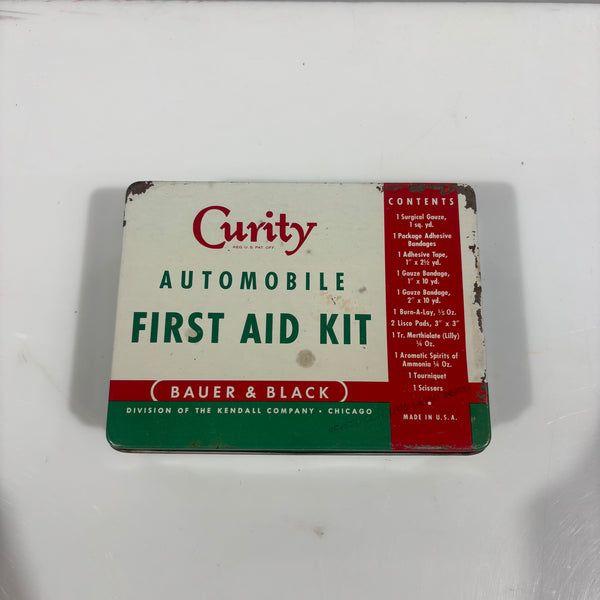 Curity
REG. U.S. PAT. OFF.
AUTOMOBILE
FIRST AID KIT
BAUER & BLACK
DIVISION OF THE KENDALL COMPANY • CHICAGO
CONTENTS
1 Surgical Gauze,
1 sq. yd.
1 Package Adhesive
Bandages
1 Adhesive Tape,
1" x 2½ yd.
1 Gauze Bandage,
1" x 10 yd.
1 Gauze Bandage,
2" x 10 yd.
1 Burn-A-Lay, ½ Oz.
2 Lisco Pads, 3" x 3"
1 Tr. Merthiolate (Lilly)
¼ Oz.
1 Aromatic Spirits of
Ammonia ¼ Oz.
1 Tourniquet
1 Scissors
MADE IN U.S.A.